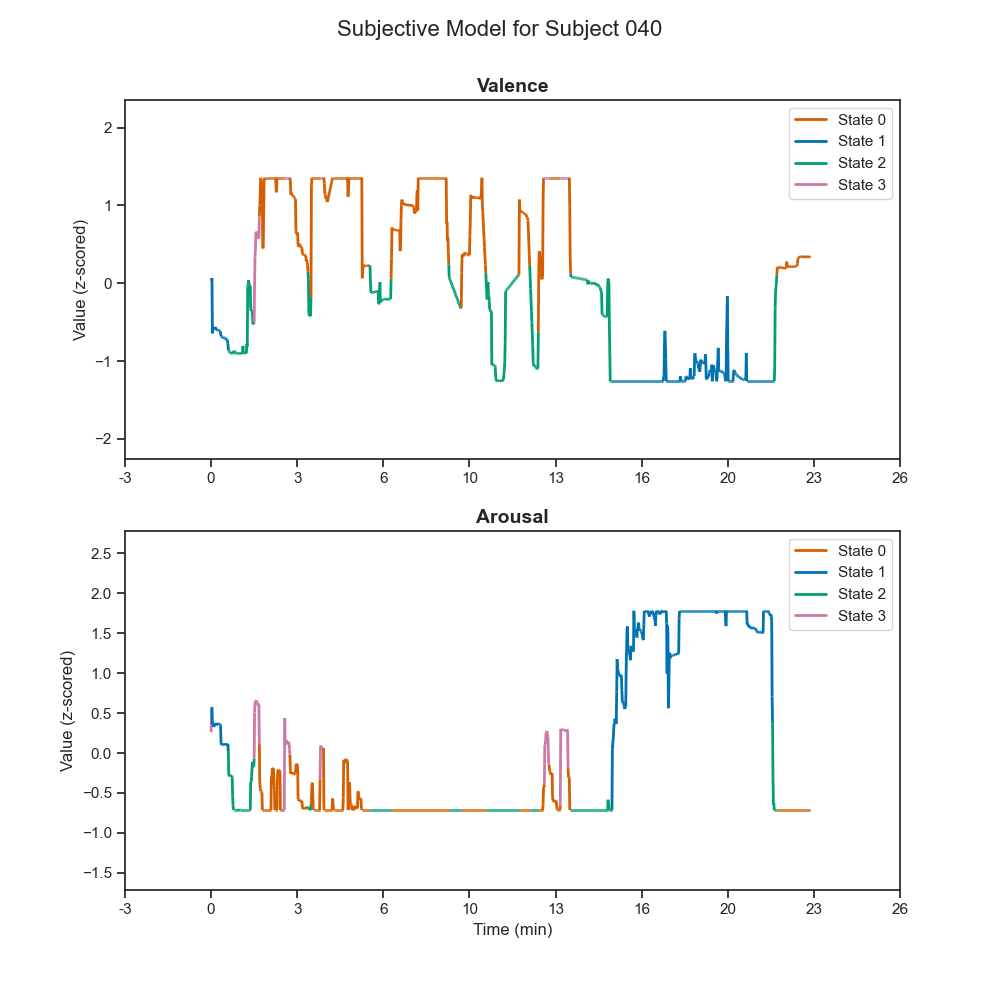 Subjective Model for Subject 040
Valence
Value (z-scored)
2
1
0
−1
−2
State 0
State 1
State 2
State 3
-3 0 3 6 10 13 16 20 23 26
Arousal
Value (z-scored)
2.5
2.0
1.5
1.0
0.5
0.0
−0.5
−1.0
−1.5
State 0
State 1
State 2
State 3
-3 0 3 6 10 13 16 20 23 26
Time (min)